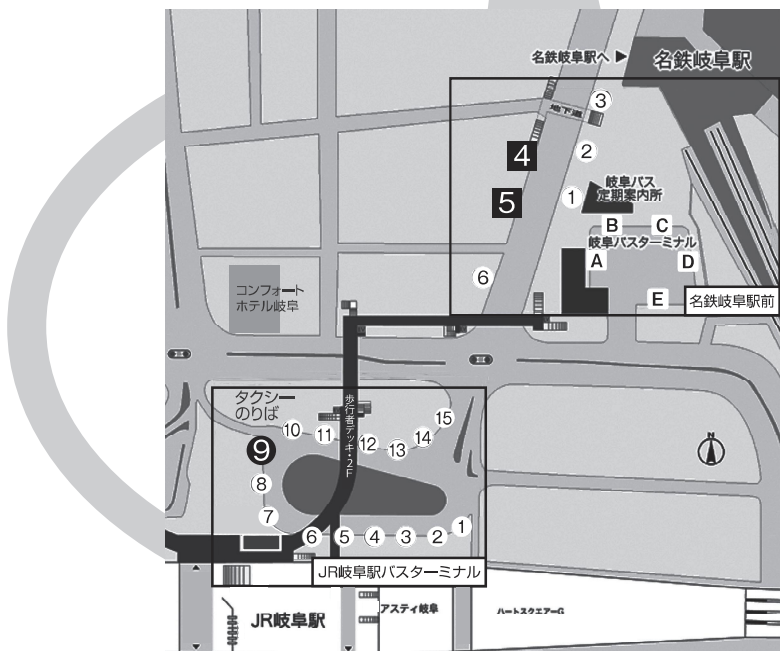 名鉄岐阜駅へ ▶
名鉄岐阜駅
地下道
3
4
2
5
1
岐阜バス
定期案内所
B
C
岐阜バスターミナル
A
D
6
E
名鉄岐阜駅前
コンフォート
ホテル岐阜
タクシー
のりば
歩行者デッキ・2F
10
11
12
13
14
15
N
9
8
7
6
5
4
3
2
1
JR岐阜駅バスターミナル
JR岐阜駅
アスティ岐阜
ハートスクエアーG